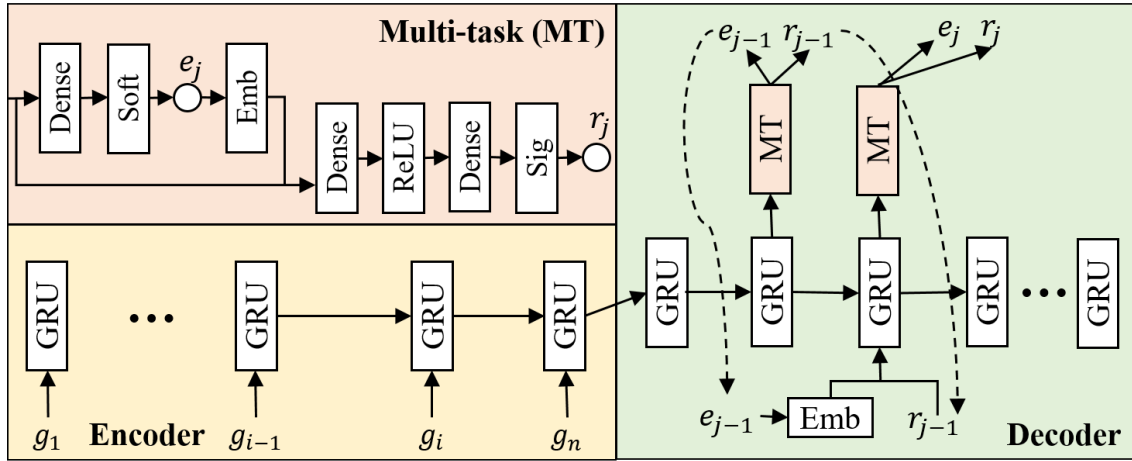 Multi-task (MT)
Dense
Soft
e_j
Emb
Dense
ReLU
Dense
Sig
r_j
GRU
...
GRU
GRU
GRU
g_1
Encoder
g_{i-1}
g_i
g_n
e_{j-1}
r_{j-1}
e_j
r_j
MT
MT
GRU
GRU
GRU
GRU
...
GRU
e_{j-1}
Emb
r_{j-1}
Decoder